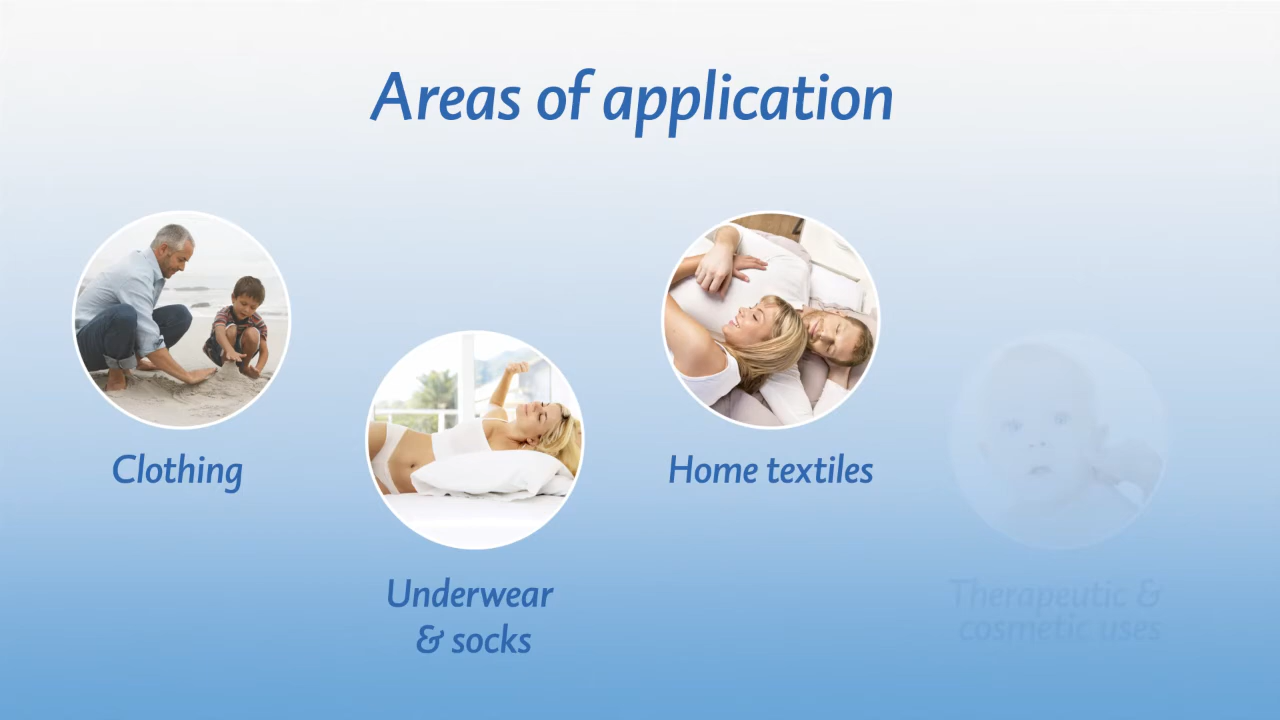 Areas of application
Clothing
Underwear
& socks
Home textiles
Therapeutic &
cosmetic uses